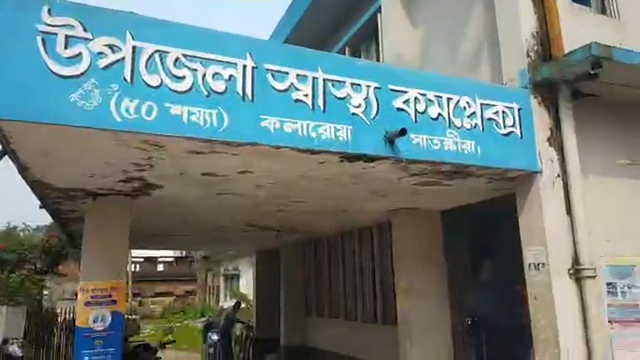 উপজেলা স্বাস্থ্য কমপ্লেক্স
(৫০ শয্যা) কলারোয়া সাতক্ষীরা।